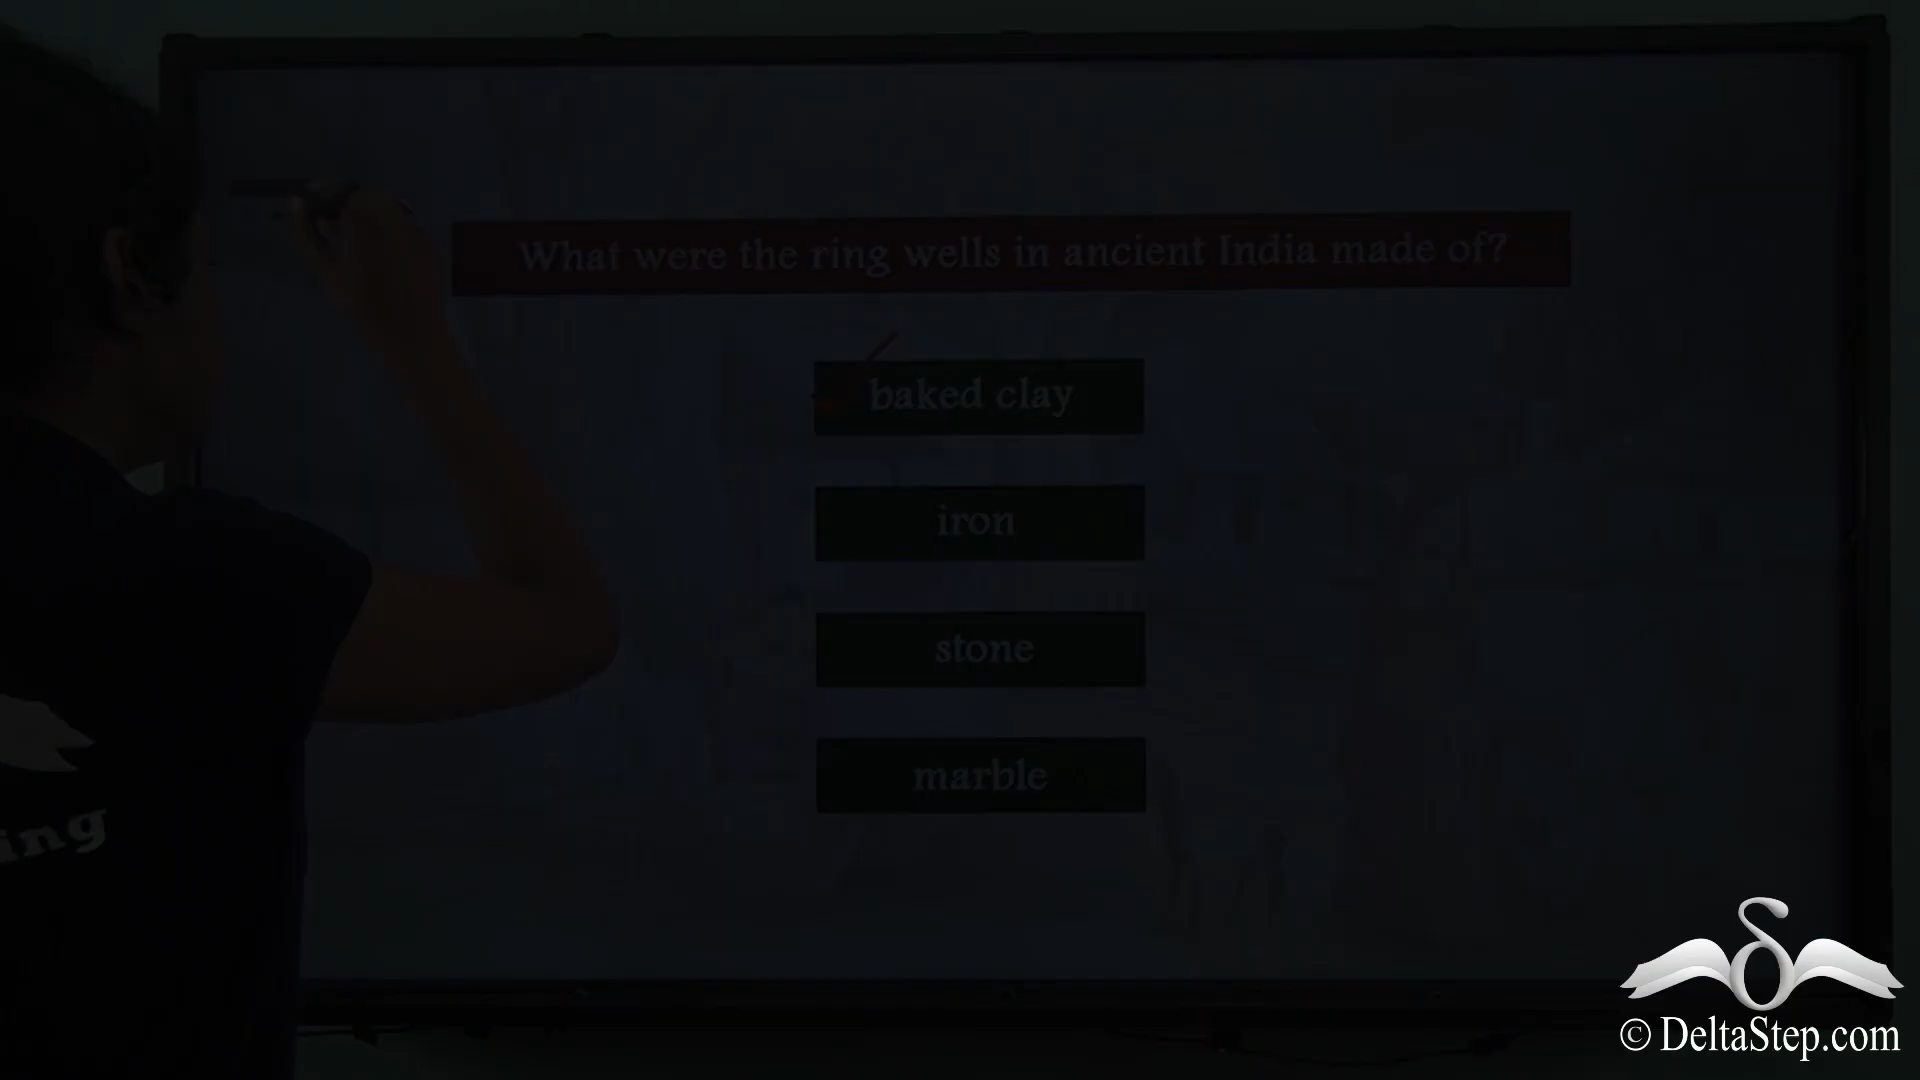 What were the ring wells in ancient India made of?
baked clay
iron
stone
marble
ing
© DeltaStep.com